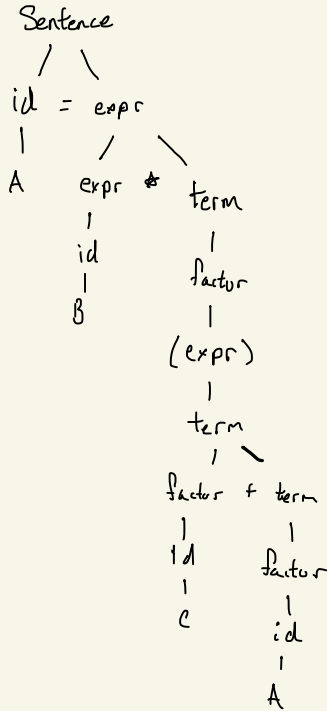 Sentence
id = expr
A expr * term
id factor
B (expr)
term
factor + term
id factor
C id
A